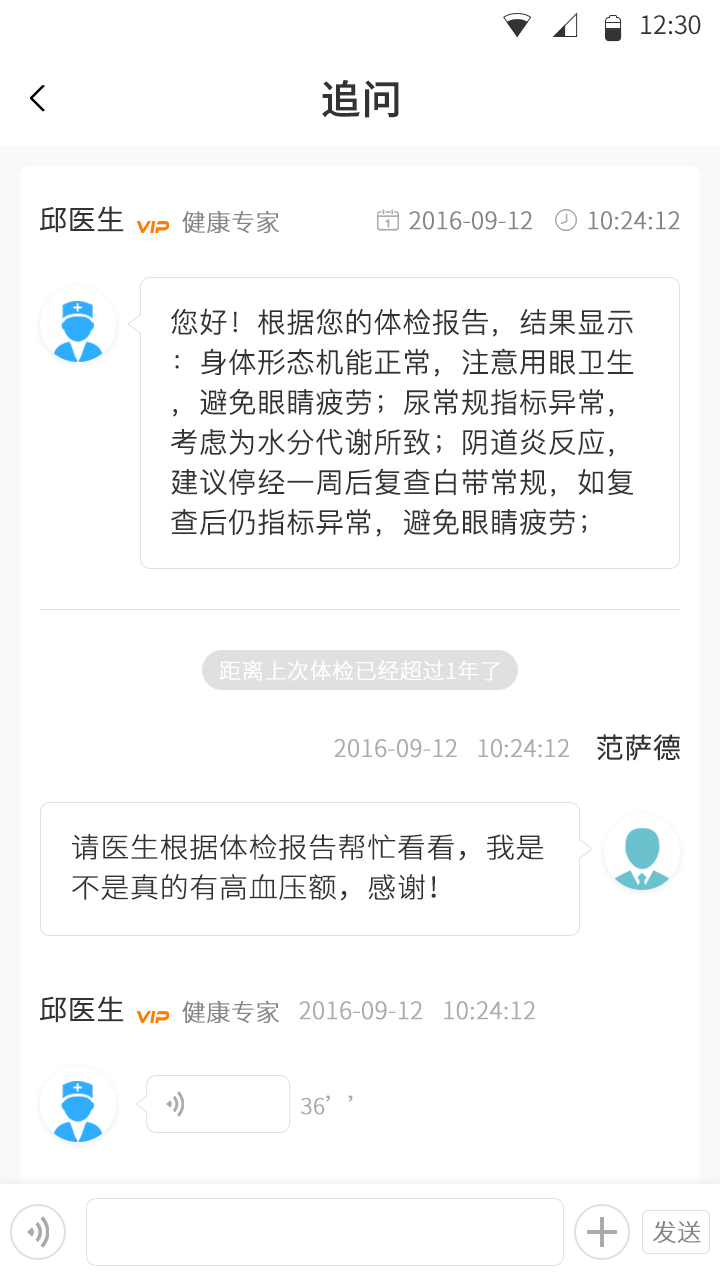 12:30
追问
邱医生 VIP 健康专家 2016-09-12 10:24:12
您好！根据您的体检报告，结果显示
：身体形态机能正常，注意用眼卫生
，避免眼睛疲劳；尿常规指标异常，
考虑为水分代谢所致；阴道炎反应，
建议停经一周后复查白带常规，如复
查后仍指标异常，避免眼睛疲劳；
距离上次体检已经超过1年了
2016-09-12 10:24:12 范萨德
请医生根据体检报告帮忙看看，我是
不是真的有高血压额，感谢！
邱医生 VIP 健康专家 2016-09-12 10:24:12
36’’
发送